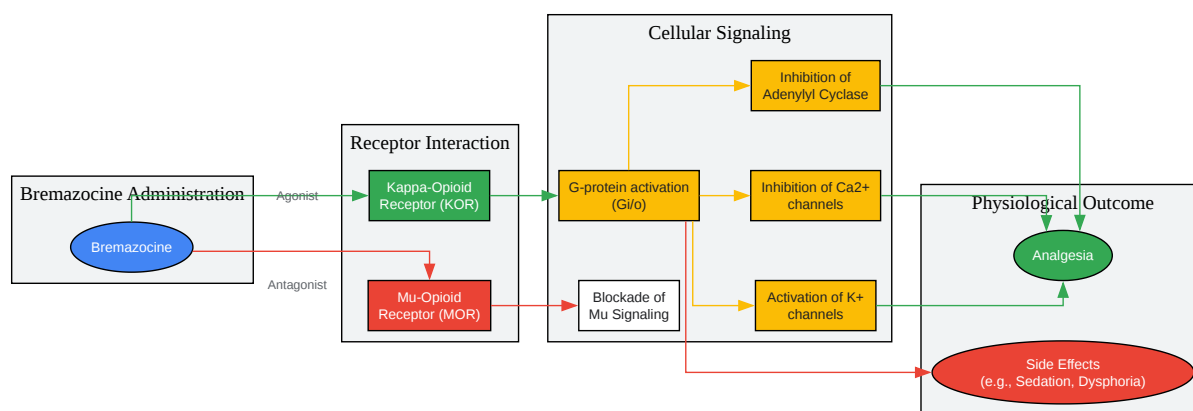 Bremazocine Administration
Bremazocine
Agonist
Antagonist
Receptor Interaction
Kappa-Opioid
Receptor (KOR)
Mu-Opioid
Receptor (MOR)
Cellular Signaling
G-protein activation
(Gi/o)
Blockade of
Mu Signaling
Inhibition of
Adenylyl Cyclase
Inhibition of Ca2+
channels
Activation of K+
channels
Physiological Outcome
Analgesia
Side Effects
(e.g., Sedation, Dysphoria)